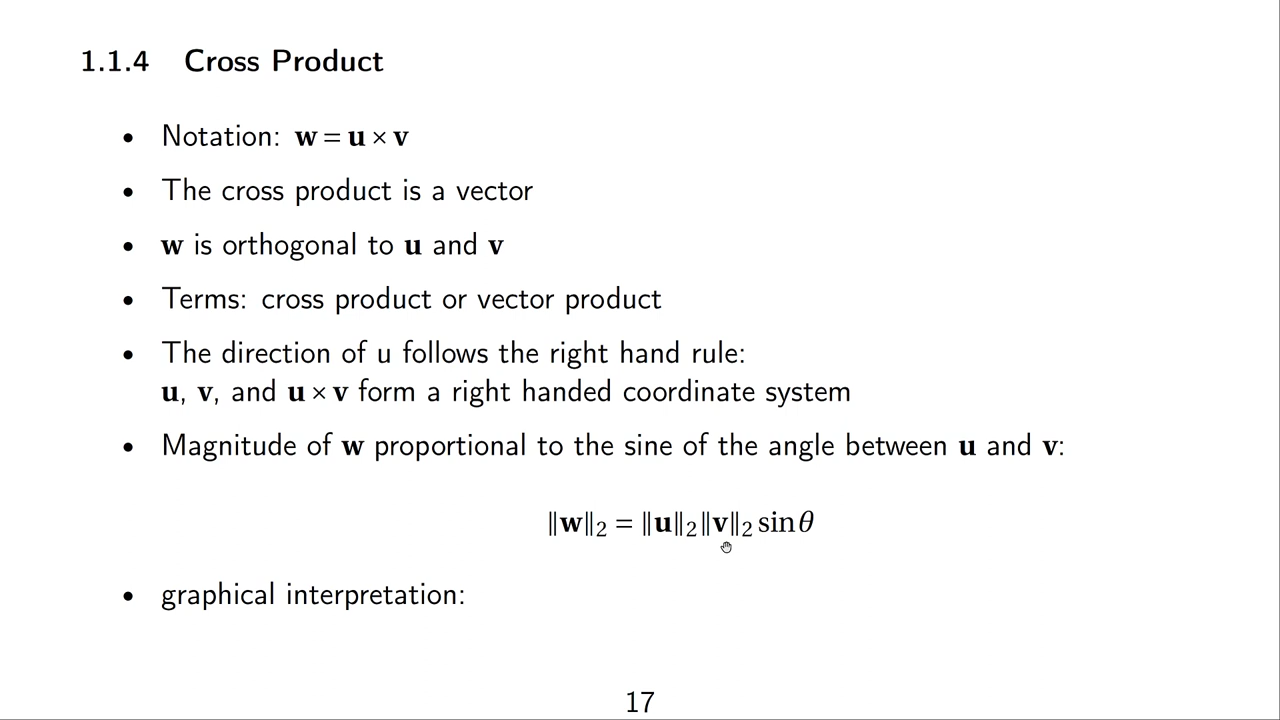 1.1.4 Cross Product
• Notation: w = u × v
• The cross product is a vector
• w is orthogonal to u and v
• Terms: cross product or vector product
• The direction of u follows the right hand rule:
u, v, and u × v form a right handed coordinate system
• Magnitude of w proportional to the sine of the angle between u and v:
‖w‖₂ = ‖u‖₂‖v‖₂ sin θ
• graphical interpretation:
17